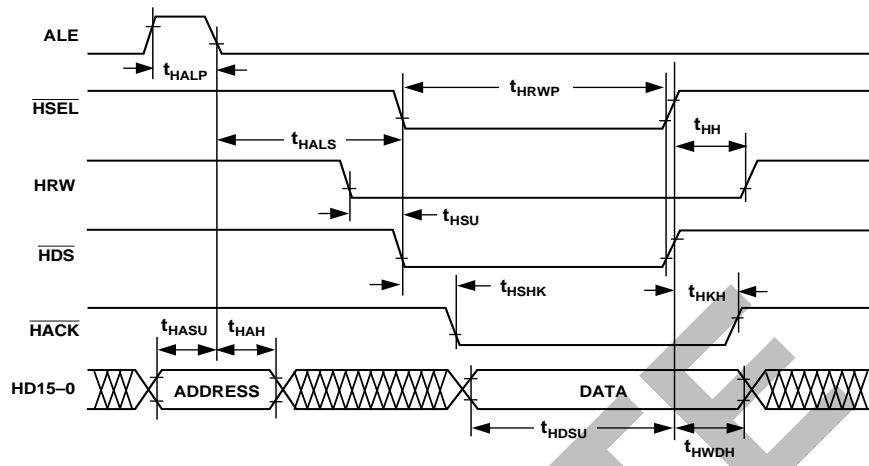 ALE
tHALP
HSEL
tHRWP
tHALS
tHH
HRW
tHSU
HDS
tHSHK
tHKH
HACK
tHASU
tHAH
HD15–0
ADDRESS
DATA
tHDSU
tHWDH
TE